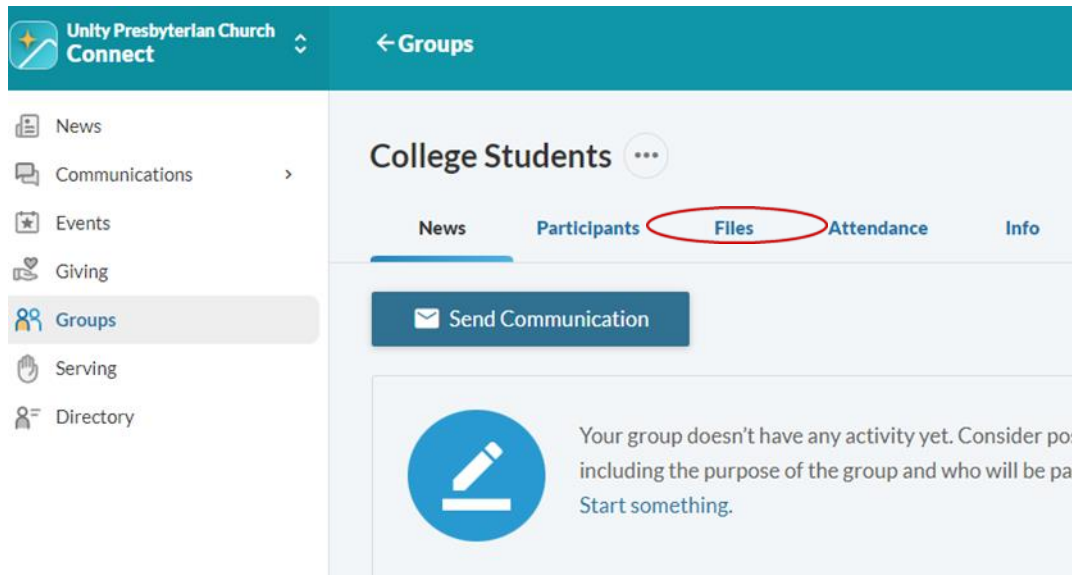 Unity Presbyterian Church
Connect
Groups
News
Communications
Events
Giving
Groups
Serving
Directory
College Students
News Participants Files Attendance Info
Send Communication
Your group doesn't have any activity yet. Consider pos
including the purpose of the group and who will be pa
Start something.